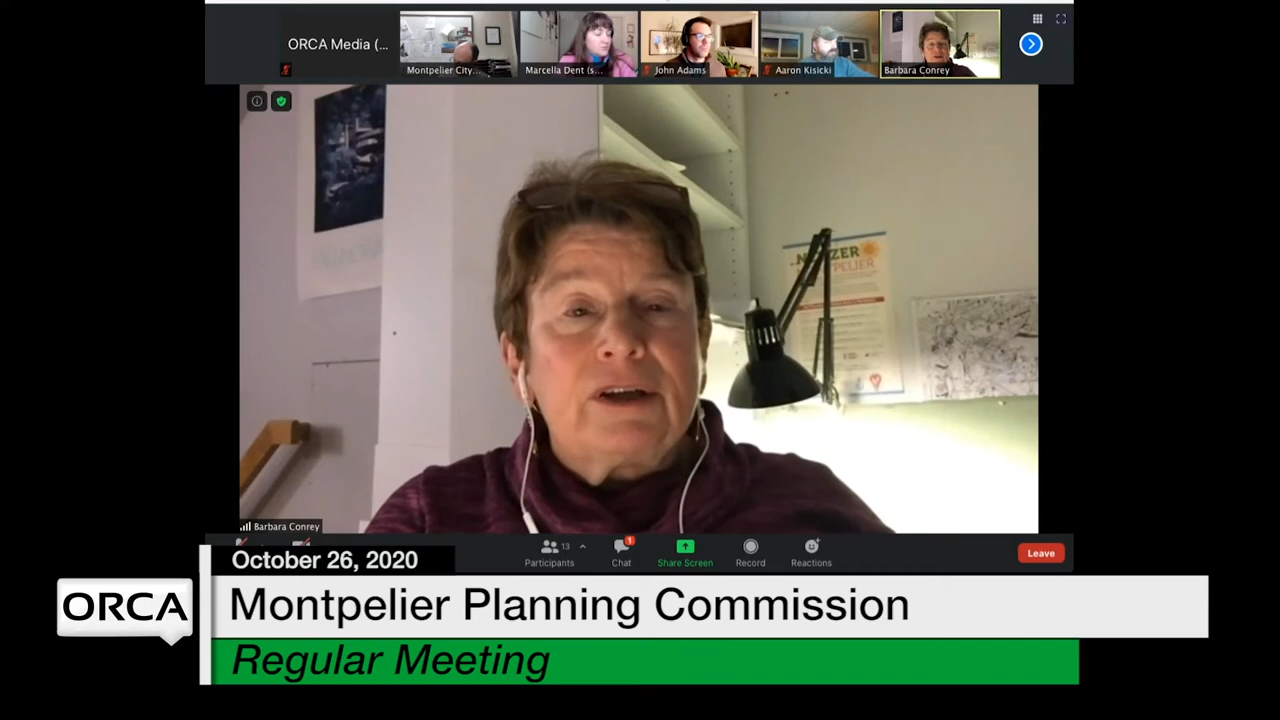 ORCA Media (...
Montpelier City...
Marcella Dent (s...
John Adams
Aaron Kisicki
Barbara Conrey
Barbara Conrey
13
Participants
1
Chat
Share Screen
Record
Reactions
Leave
October 26, 2020
ORCA
Montpelier Planning Commission
Regular Meeting